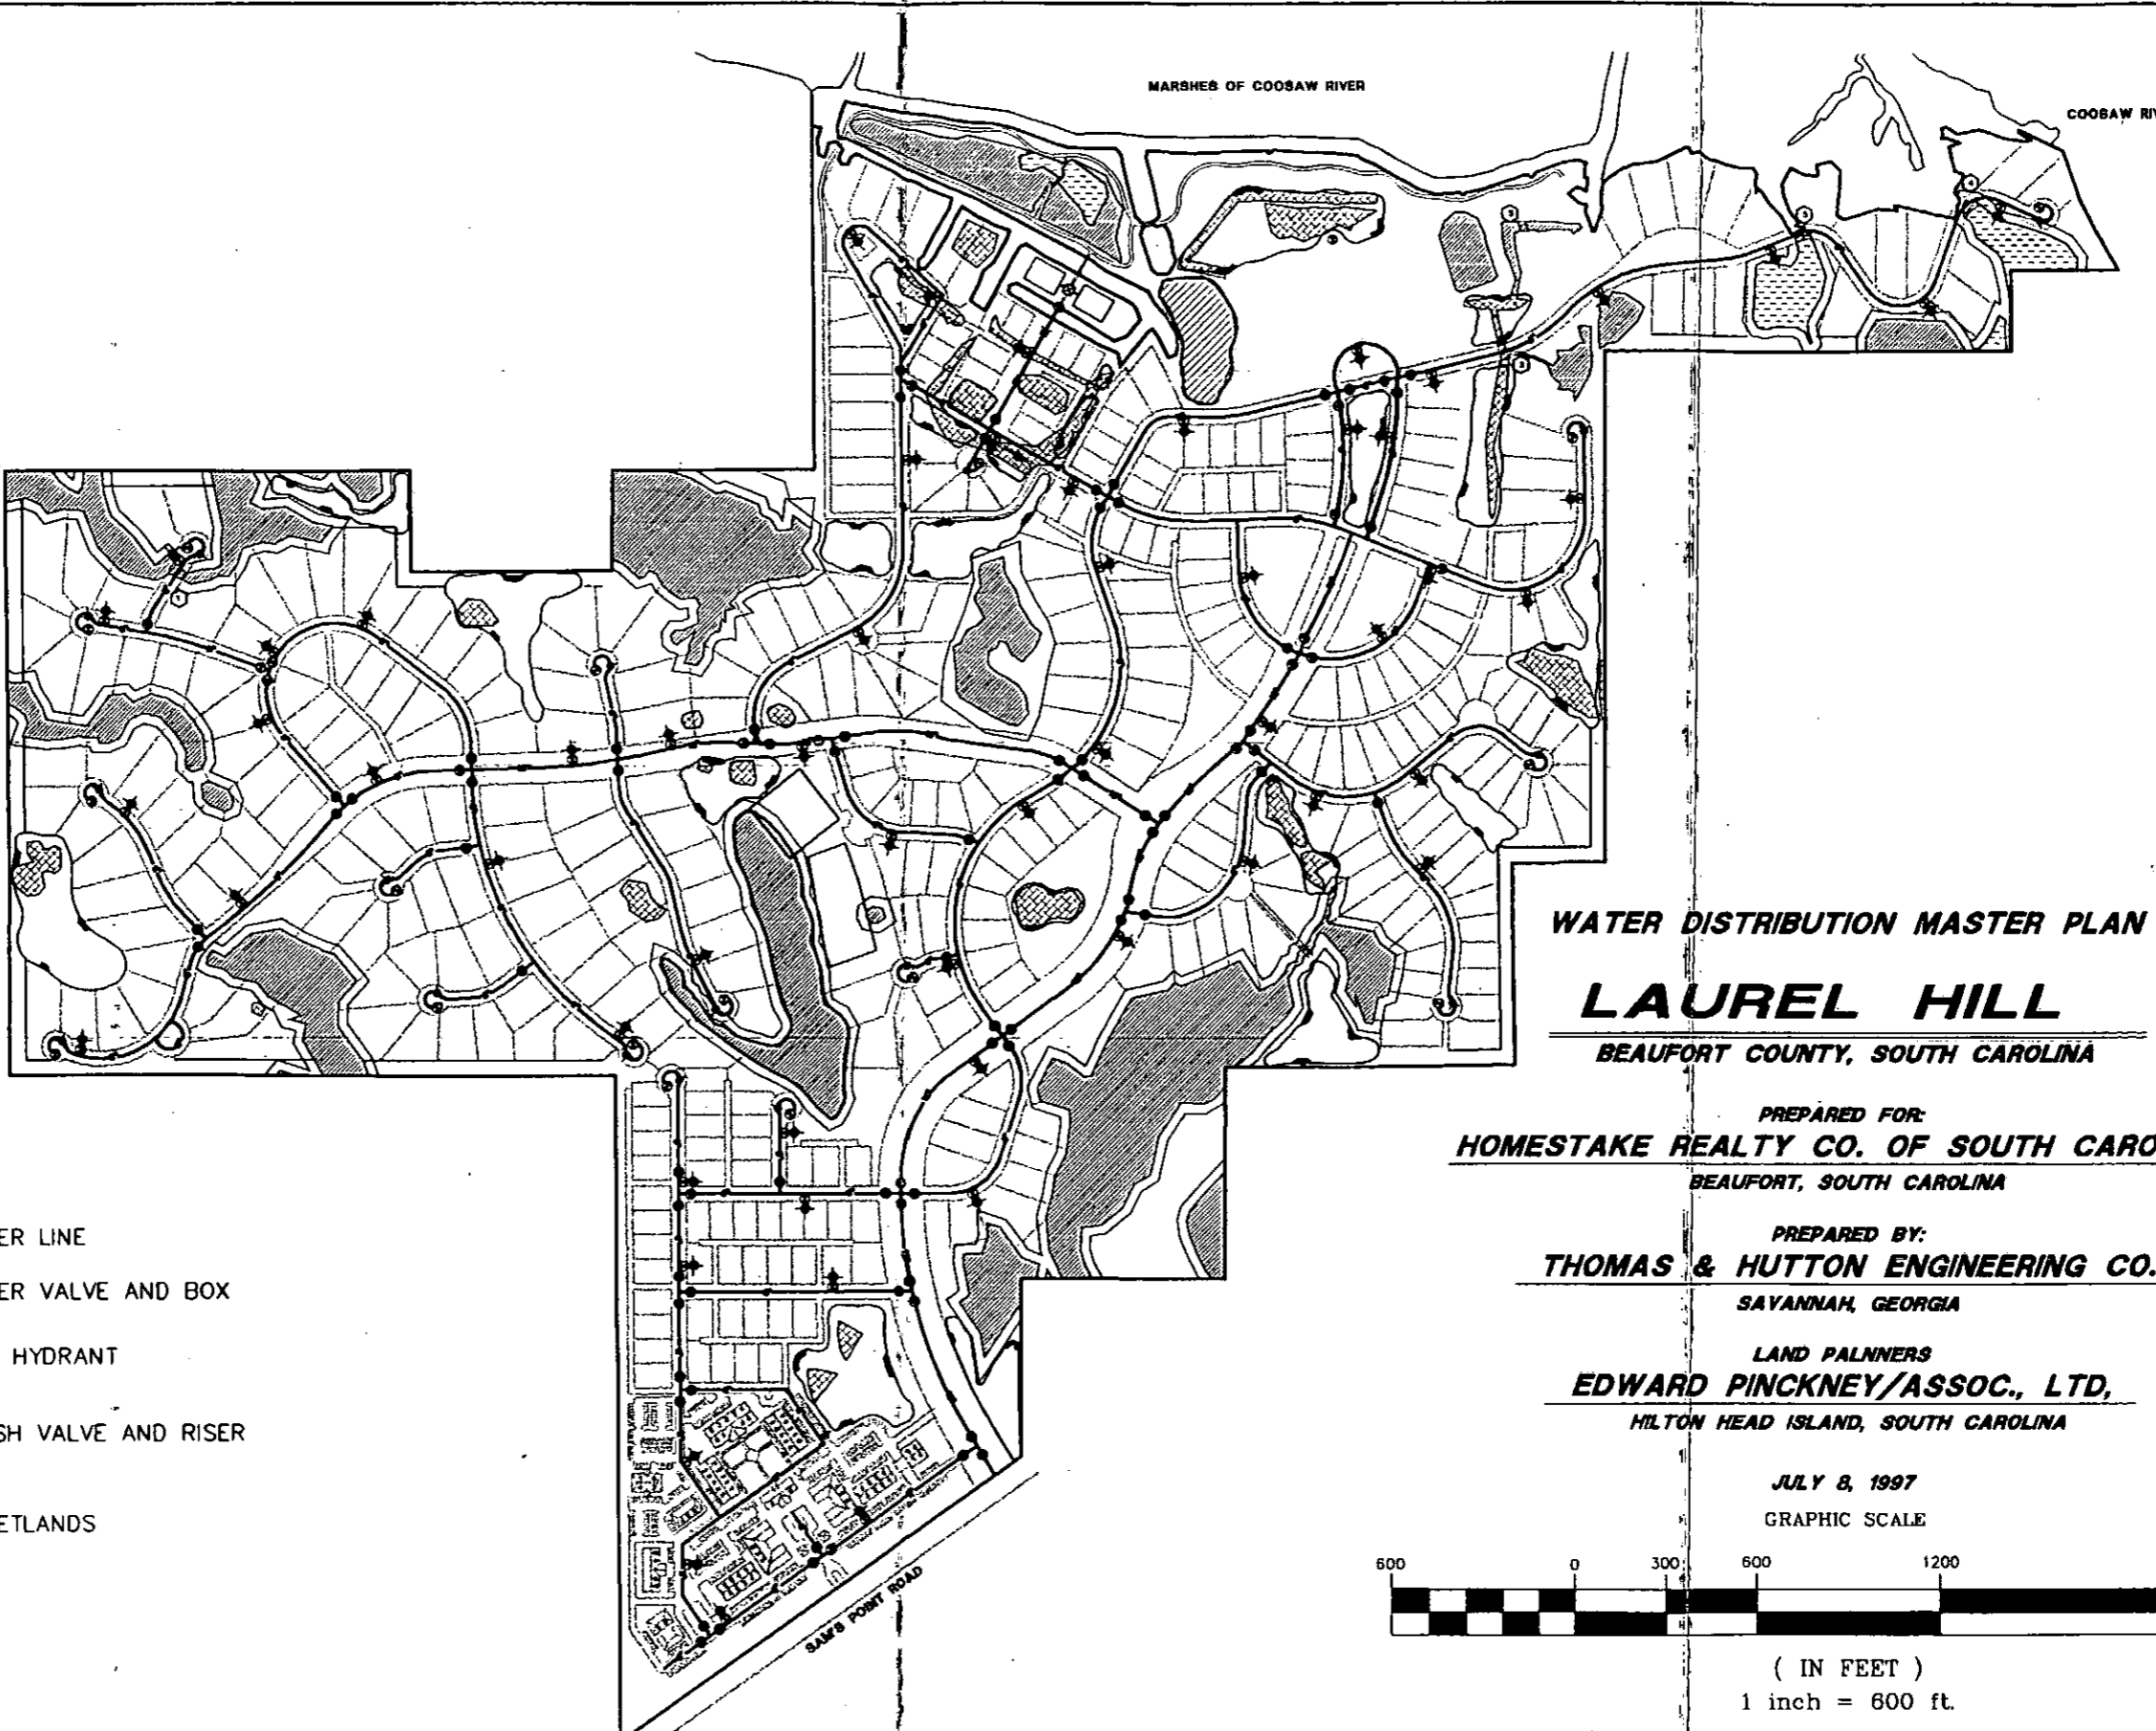 MARSHES OF COOSAW RIVER
COOSAW RI
WATER DISTRIBUTION MASTER PLAN
LAUREL HILL
BEAUFORT COUNTY, SOUTH CAROLINA
PREPARED FOR:
HOMESTAKE REALTY CO. OF SOUTH CARO
BEAUFORT, SOUTH CAROLINA
PREPARED BY:
THOMAS & HUTTON ENGINEERING CO.
SAVANNAH, GEORGIA
LAND PALNNERS
EDWARD PINCKNEY/ASSOC., LTD,
HILTON HEAD ISLAND, SOUTH CAROLINA
JULY 8, 1997
GRAPHIC SCALE
600 0 300 600 1200
( IN FEET )
1 inch = 600 ft.
ER LINE
ER VALVE AND BOX
HYDRANT
SH VALVE AND RISER
ETLANDS
SAM'S POINT ROAD